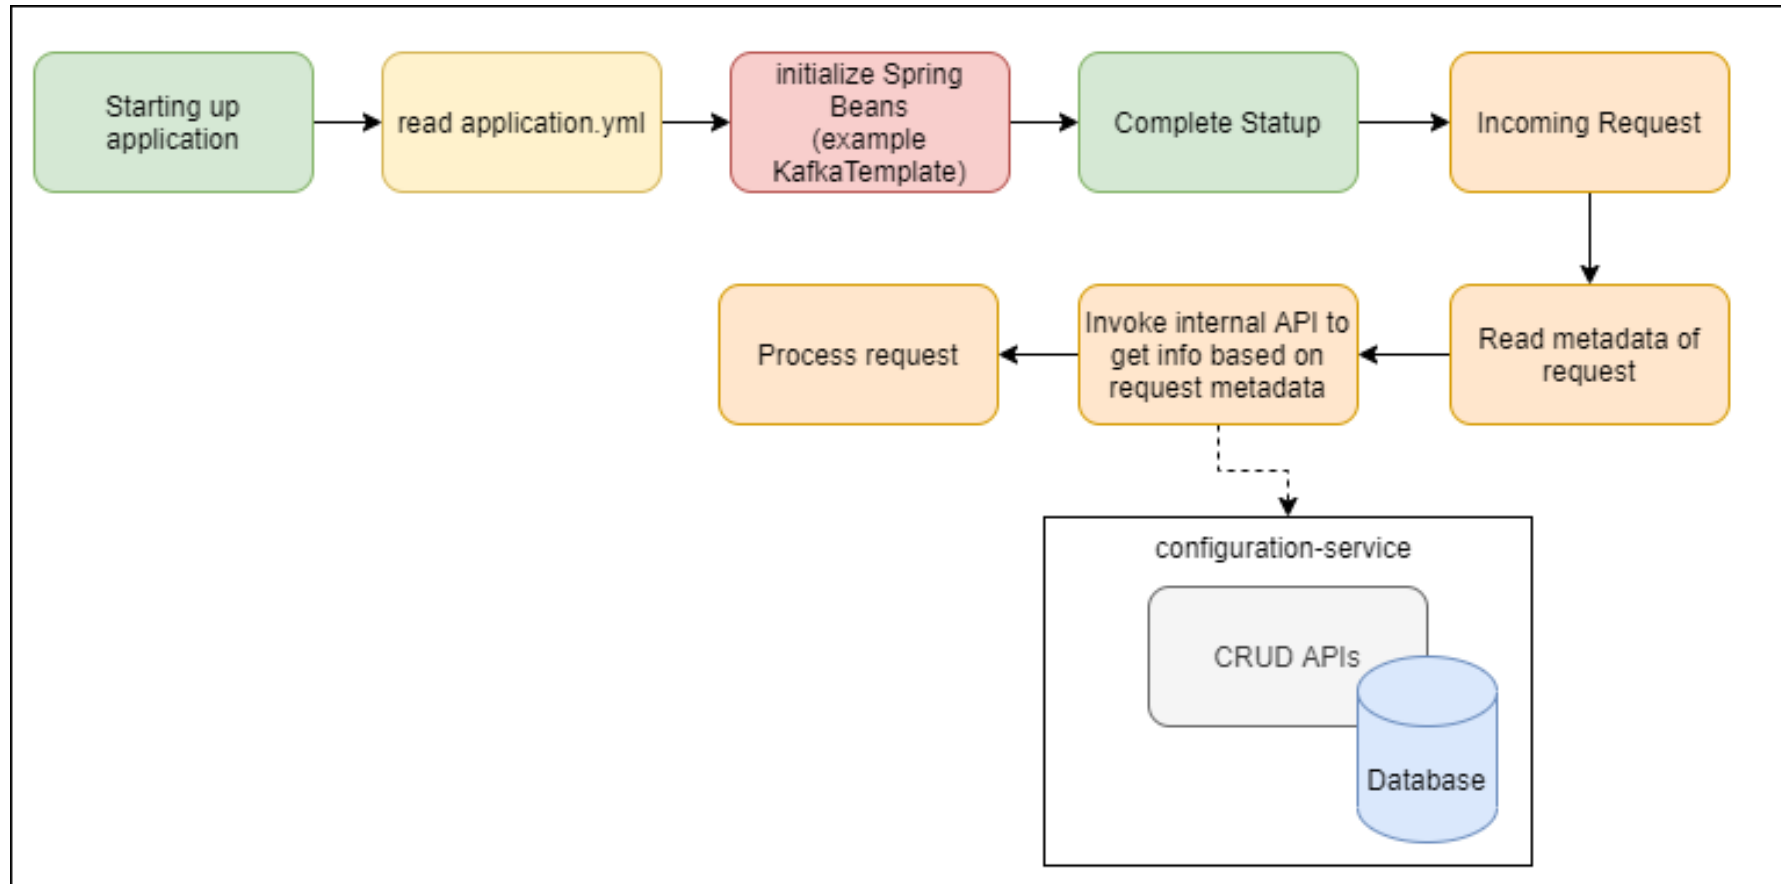 Starting up
application
read application.yml
initialize Spring
Beans
(example
KafkaTemplate)
Complete Statup
Incoming Request
Process request
Invoke internal API to
get info based on
request metadata
Read metadata of
request
configuration-service
CRUD APIs
Database